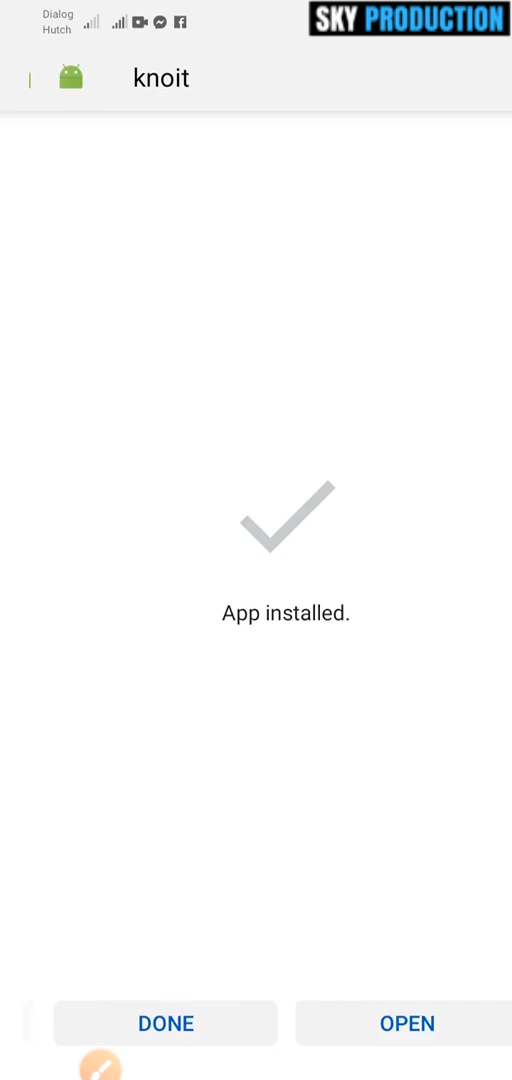 Dialog
Hutch
SKY PRODUCTION
knoit
App installed.
DONE
OPEN